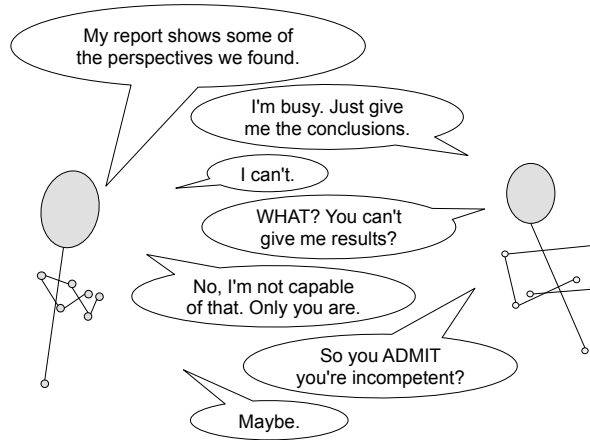 My report shows some of
the perspectives we found.
I'm busy. Just give
me the conclusions.
I can't.
WHAT? You can't
give me results?
No, I'm not capable
of that. Only you are.
So you ADMIT
you're incompetent?
Maybe.